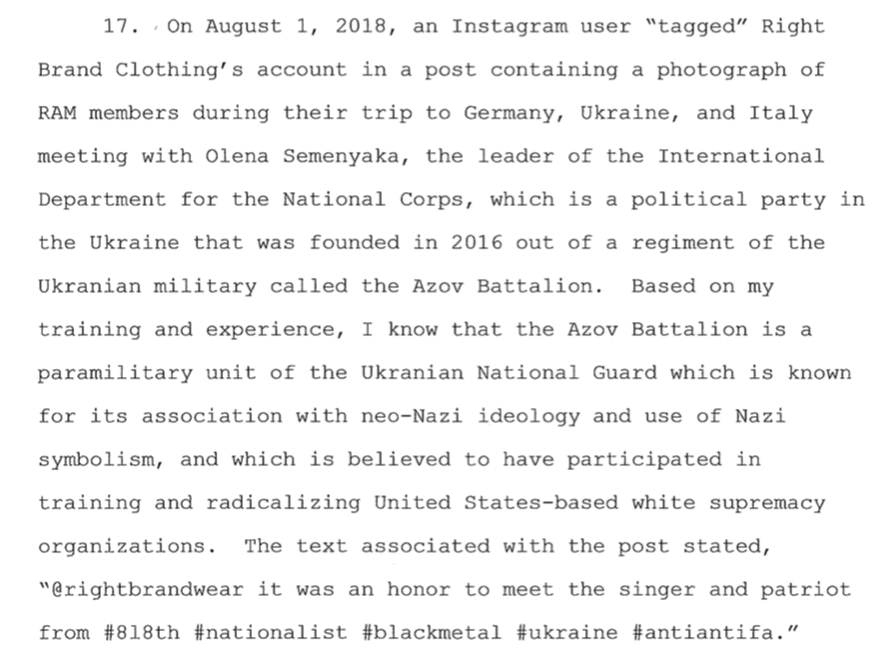 17. On August 1, 2018, an Instagram user “tagged” Right
Brand Clothing’s account in a post containing a photograph of
RAM members during their trip to Germany, Ukraine, and Italy
meeting with Olena Semenyaka, the leader of the International
Department for the National Corps, which is a political party in
the Ukraine that was founded in 2016 out of a regiment of the
Ukranian military called the Azov Battalion. Based on my
training and experience, I know that the Azov Battalion is a
paramilitary unit of the Ukranian National Guard which is known
for its association with neo-Nazi ideology and use of Nazi
symbolism, and which is believed to have participated in
training and radicalizing United States-based white supremacy
organizations. The text associated with the post stated,
“@rightbrandwear it was an honor to meet the singer and patriot
from #818th #nationalist #blackmetal #ukraine #antiantifa.”